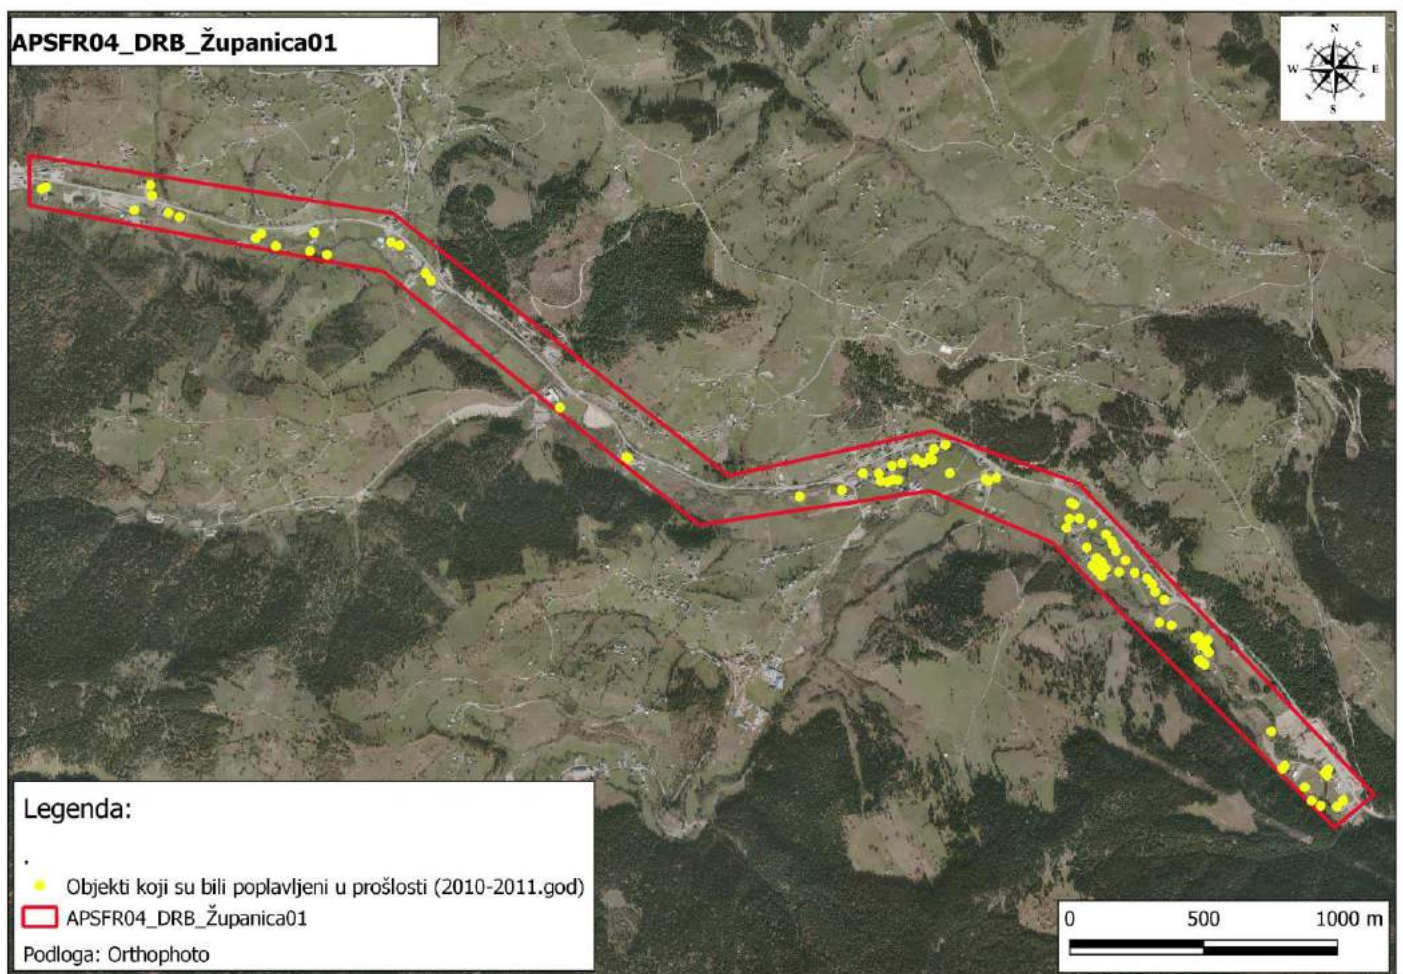 APSFR04_DRB_Županica01
N
W E
S
Legenda:
.
Objekti koji su bili poplavljeni u prošlosti (2010-2011.god)
APSFR04_DRB_Županica01
Podloga: Orthophoto
0 500 1000 m